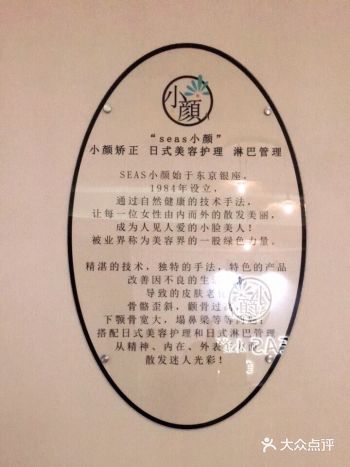 小颜
"seas小颜"
小颜矫正 日式美容护理 淋巴管理
SEAS小颜始于东京银座，
1984年设立，
通过自然健康的技术手法，
让每一位女性由内而外的散发美丽，
成为人见人爱的小脸美人！
被业界称为美容界的一股绿色力量。
精湛的技术，独特的手法，特色的产品
改善因不良的生
导致的皮肤老化
骨骼歪斜，颧骨过高
下颚骨宽大，塌鼻梁等等
搭配日式美容护理和日式淋巴管理
从精神、内在、外表
散发迷人光彩！
小颜
SEAS
大众点评